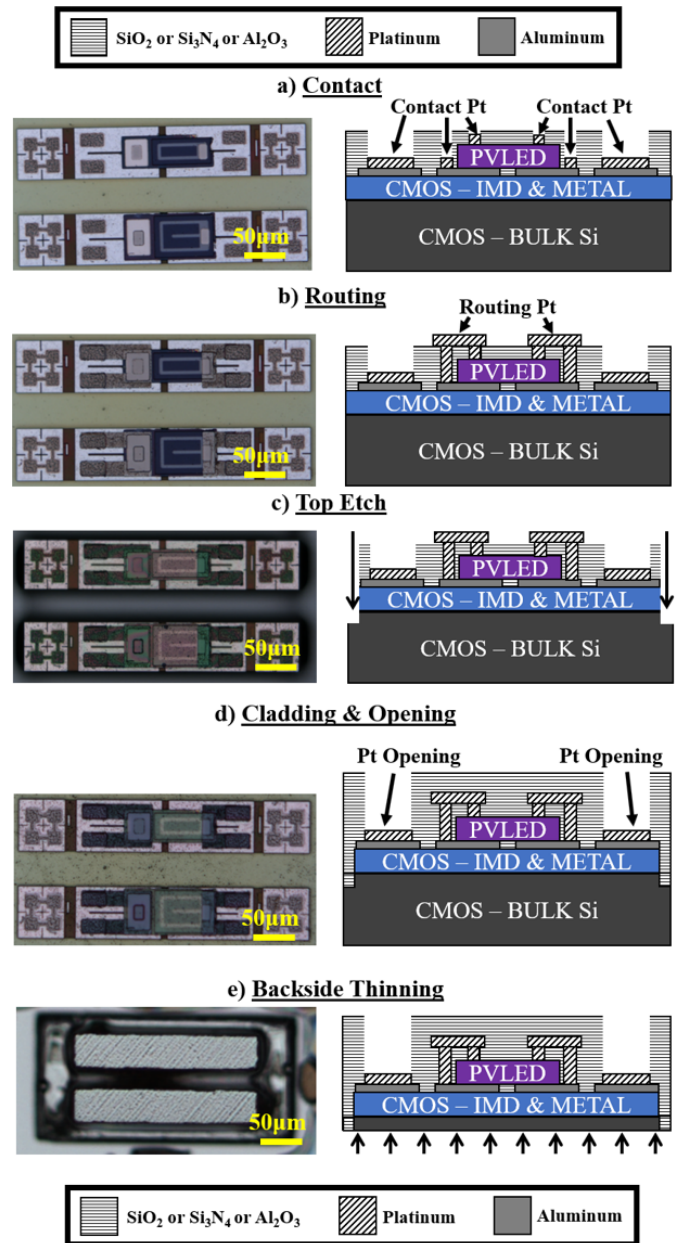 SiO₂ or Si₃N₄ or Al₂O₃ Platinum Aluminum
a) Contact
Contact Pt Contact Pt
PVLED
CMOS – IMD & METAL
CMOS – BULK Si
50μm
b) Routing
Routing Pt
PVLED
CMOS – IMD & METAL
CMOS – BULK Si
50μm
c) Top Etch
PVLED
CMOS – IMD & METAL
CMOS – BULK Si
50μm
d) Cladding & Opening
Pt Opening Pt Opening
PVLED
CMOS – IMD & METAL
CMOS – BULK Si
50μm
e) Backside Thinning
PVLED
CMOS – IMD & METAL
50μm
SiO₂ or Si₃N₄ or Al₂O₃ Platinum Aluminum